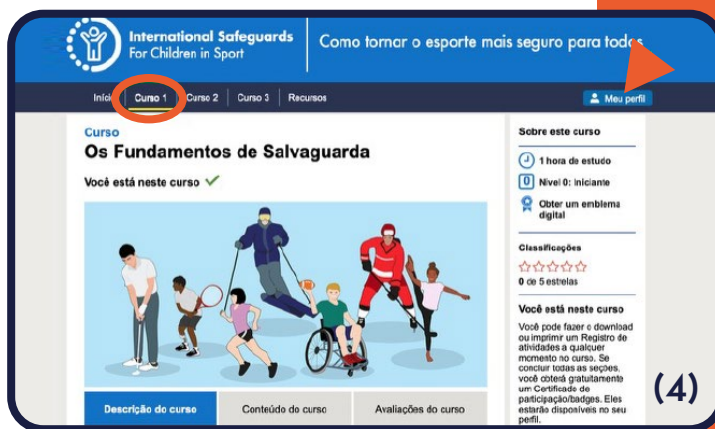 International Safeguards
For Children in Sport
Como tornar o esporte mais seguro para todos
Início
Curso 1
Curso 2
Curso 3
Recursos
Meu perfil
Curso
Os Fundamentos de Salvaguarda
Você está neste curso
Descrição do curso
Conteúdo do curso
Avaliações do curso
Sobre este curso
1 hora de estudo
0 Nível 0: Iniciante
Obter um emblema
digital
Classificações
0 de 5 estrelas
Você está neste curso
Você pode fazer o download
ou imprimir um Registro de
atividades a qualquer
momento no curso. Se
concluir todas as seções,
você obterá gratuitamente
um Certificado de
participação/badges. Eles
estarão disponíveis no seu
perfil.
(4)